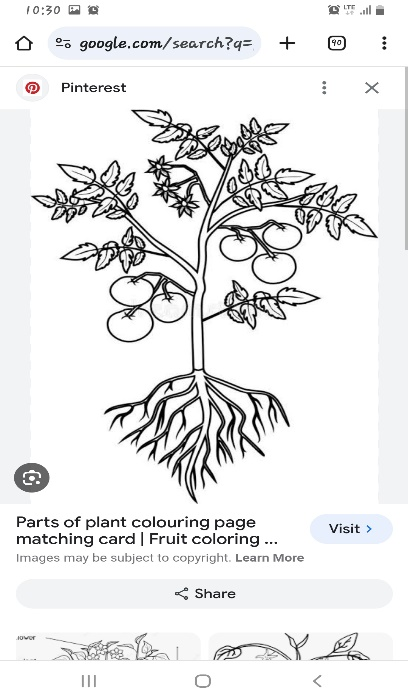 10:30 LTE
google.com/search?q= 90
Pinterest
Parts of plant colouring page
matching card | Fruit coloring ...
Visit >
Images may be subject to copyright. Learn More
Share